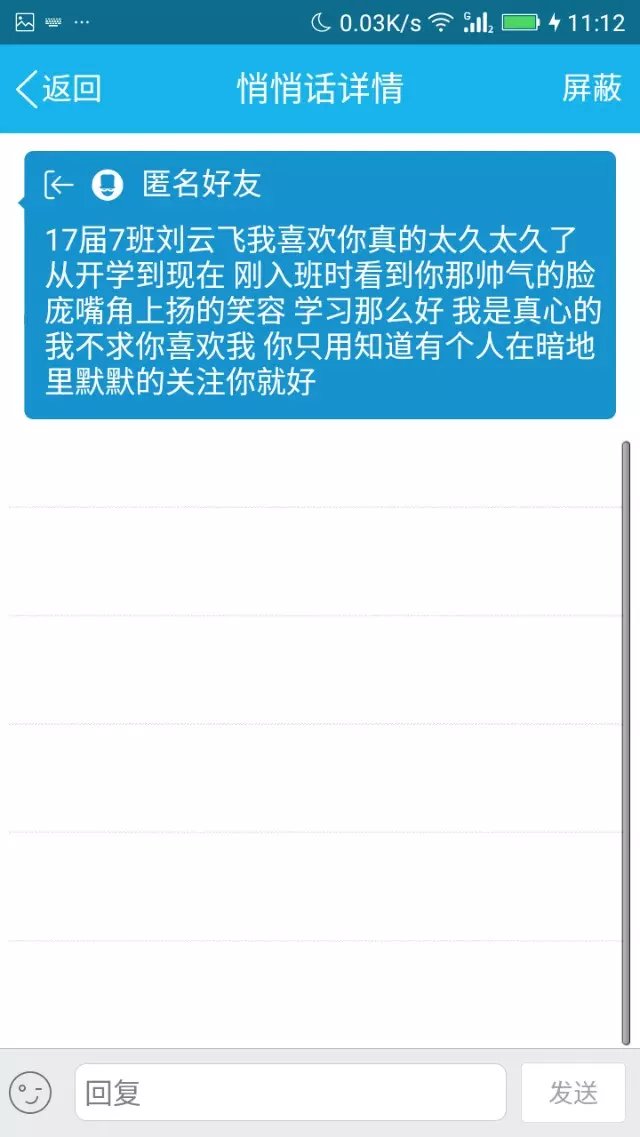 0.03K/s G 2 11:12
返回 悄悄话详情 屏蔽
匿名好友
17届7班刘云飞我喜欢你真的太久太久了
从开学到现在 刚入班时看到你那帅气的脸
庞嘴角上扬的笑容 学习那么好 我是真心的
我不求你喜欢我 你只用知道有个人在暗地
里默默的关注你就好
回复 发送